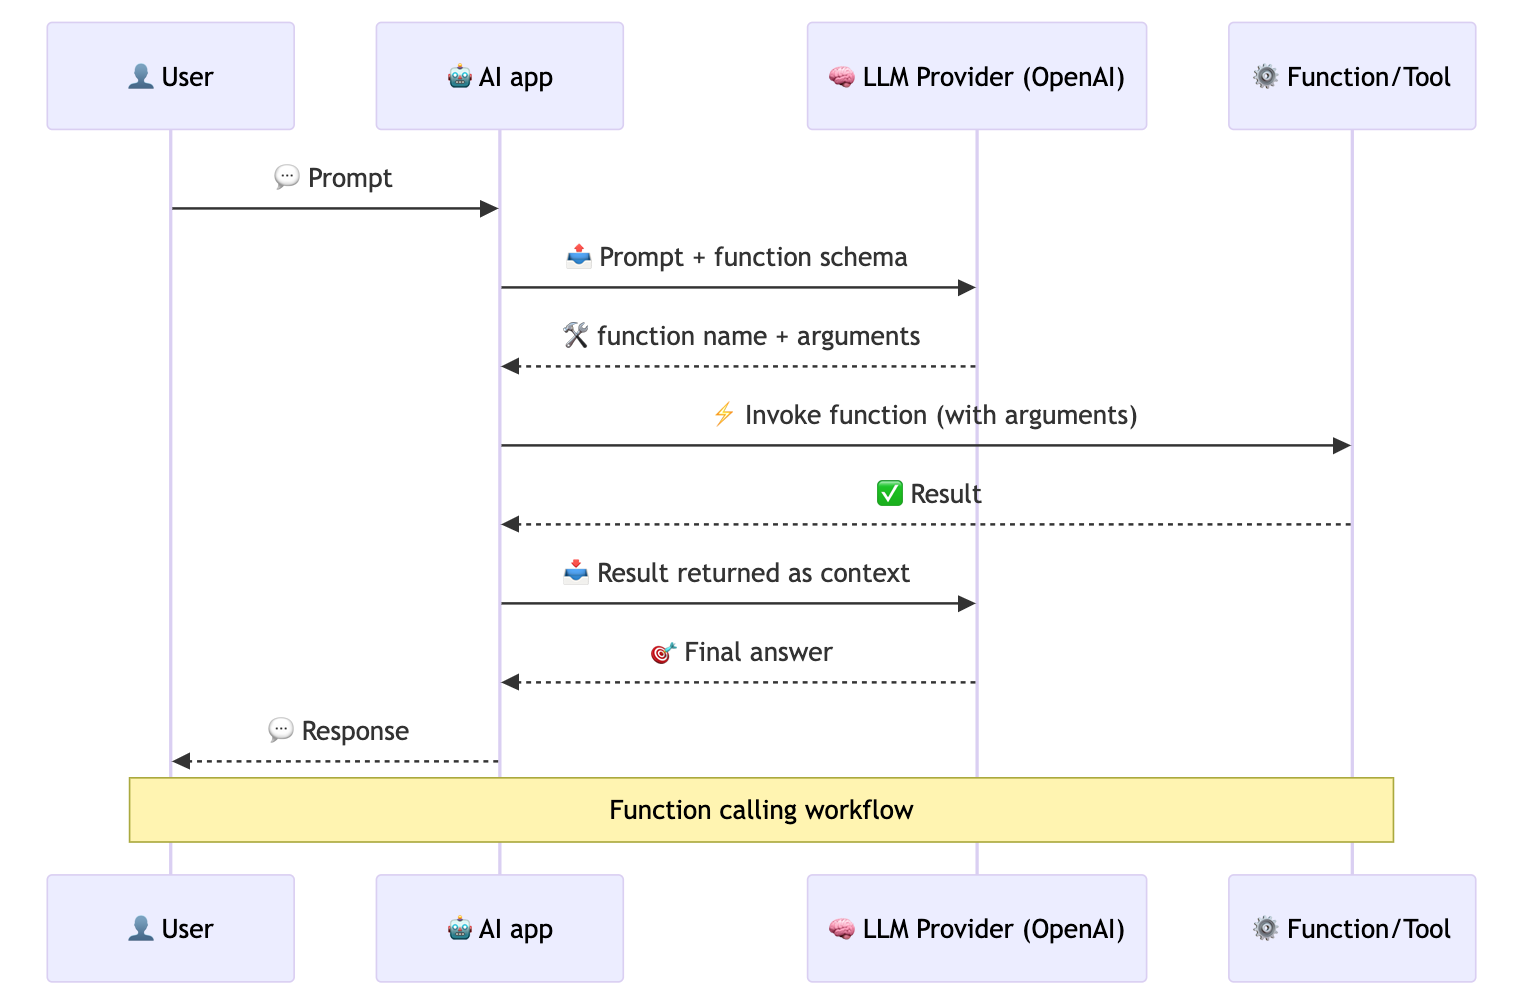 👤 User
🤖 AI app
🧠 LLM Provider (OpenAI)
⚙️ Function/Tool
💬 Prompt
📤 Prompt + function schema
🛠️ function name + arguments
⚡ Invoke function (with arguments)
✅ Result
📥 Result returned as context
🎯 Final answer
💬 Response
Function calling workflow
👤 User
🤖 AI app
🧠 LLM Provider (OpenAI)
⚙️ Function/Tool